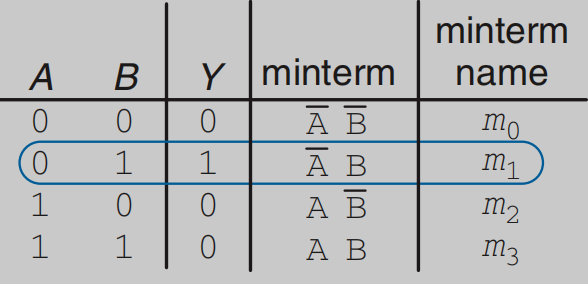 A B Y minterm minterm name
0 0 0 A̅ B̅ m₀
0 1 1 A̅ B m₁
1 0 0 A B̅ m₂
1 1 0 A B m₃